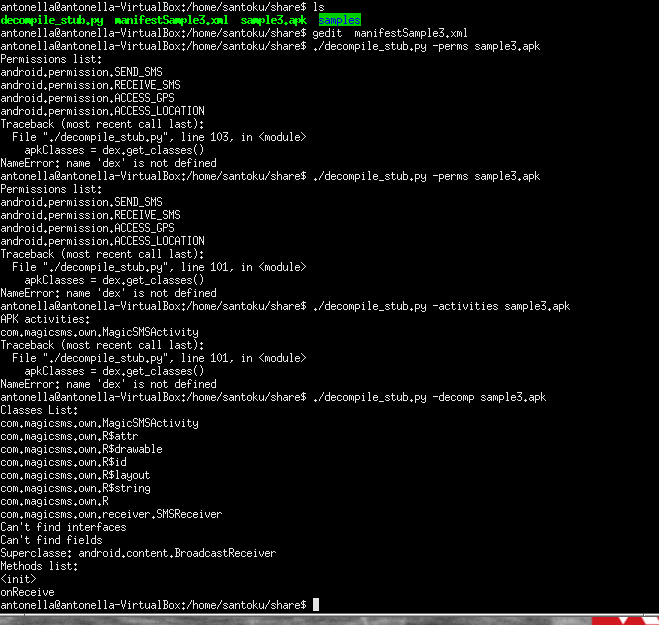 antonella@antonella-VirtualBox:/home/santoku/share$ ls
decompile_stub.py  manifestSample3.xml  sample3.apk  samples
antonella@antonella-VirtualBox:/home/santoku/share$ gedit  manifestSample3.xml
antonella@antonella-VirtualBox:/home/santoku/share$ ./decompile_stub.py -perms sample3.apk
Permissions list:
android.permission.SEND_SMS
android.permission.RECEIVE_SMS
android.permission.ACCESS_GPS
android.permission.ACCESS_LOCATION
Traceback (most recent call last):
  File "./decompile_stub.py", line 103, in <module>
    apkClasses = dex.get_classes()
NameError: name 'dex' is not defined
antonella@antonella-VirtualBox:/home/santoku/share$ ./decompile_stub.py -perms sample3.apk
Permissions list:
android.permission.SEND_SMS
android.permission.RECEIVE_SMS
android.permission.ACCESS_GPS
android.permission.ACCESS_LOCATION
Traceback (most recent call last):
  File "./decompile_stub.py", line 101, in <module>
    apkClasses = dex.get_classes()
NameError: name 'dex' is not defined
antonella@antonella-VirtualBox:/home/santoku/share$ ./decompile_stub.py -activities sample3.apk
APK activities:
com.magicsms.own.MagicSMSActivity
Traceback (most recent call last):
  File "./decompile_stub.py", line 101, in <module>
    apkClasses = dex.get_classes()
NameError: name 'dex' is not defined
antonella@antonella-VirtualBox:/home/santoku/share$ ./decompile_stub.py -decomp sample3.apk
Classes List:
com.magicsms.own.MagicSMSActivity
com.magicsms.own.R$attr
com.magicsms.own.R$drawable
com.magicsms.own.R$id
com.magicsms.own.R$layout
com.magicsms.own.R$string
com.magicsms.own.R
com.magicsms.own.receiver.SMSReceiver
Can't find interfaces
Can't find fields
Superclasse: android.content.BroadcastReceiver
Methods list:
<init>
onReceive
antonella@antonella-VirtualBox:/home/santoku/share$